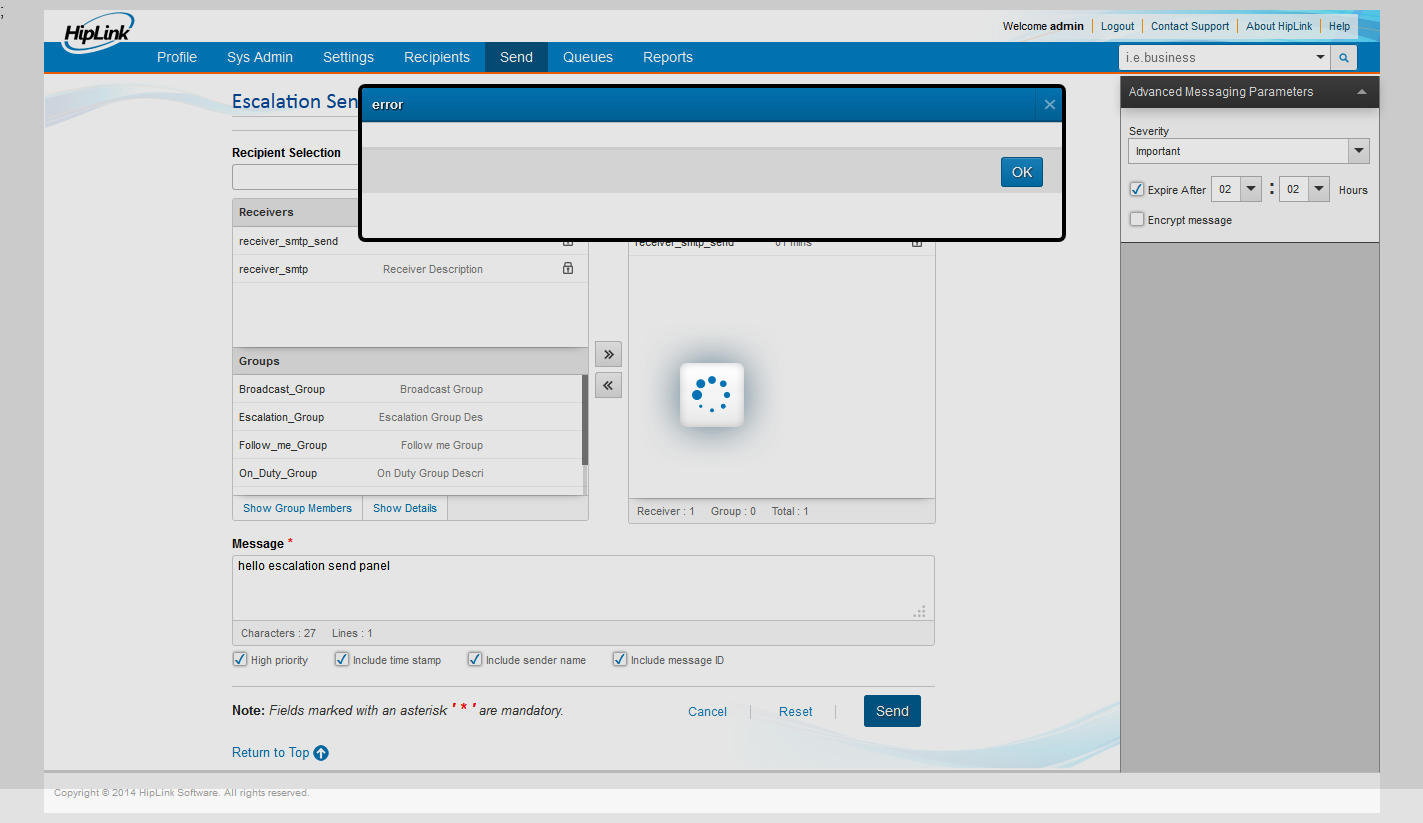 ;
HipLink
Welcome admin Logout Contact Support About HipLink Help
Profile Sys Admin Settings Recipients Send Queues Reports
i.e.business
Escalation Sen
error
OK
Advanced Messaging Parameters
Severity
Important
Expire After 02 : 02 Hours
Encrypt message
Recipient Selection
Receivers
receiver_smtp_send
receiver_smtp Receiver Description
Groups
Broadcast_Group Broadcast Group
Escalation_Group Escalation Group Des
Follow_me_Group Follow me Group
On_Duty_Group On Duty Group Descri
Show Group Members Show Details
receiver_smtp_send 01 mins
Receiver : 1 Group : 0 Total : 1
Message *
hello escalation send panel
Characters : 27 Lines : 1
High priority Include time stamp Include sender name Include message ID
Note: Fields marked with an asterisk ' * ' are mandatory.
Cancel Reset Send
Return to Top
Copyright © 2014 HipLink Software. All rights reserved.